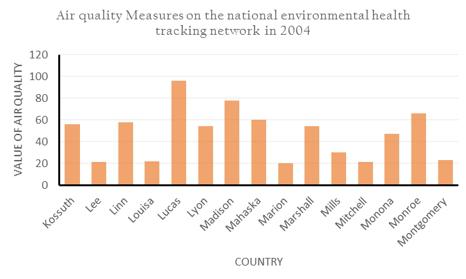 Air quality Measures on the national environmental health
tracking network in 2004
120
100
80
60
40
20
0
VALUE OF AIR QUALITY
Kossuth
Lee
Linn
Louisa
Lucas
Lyon
Madison
Mahaska
Marion
Marshall
Mills
Mitchell
Monona
Monroe
Montgomery
COUNTRY